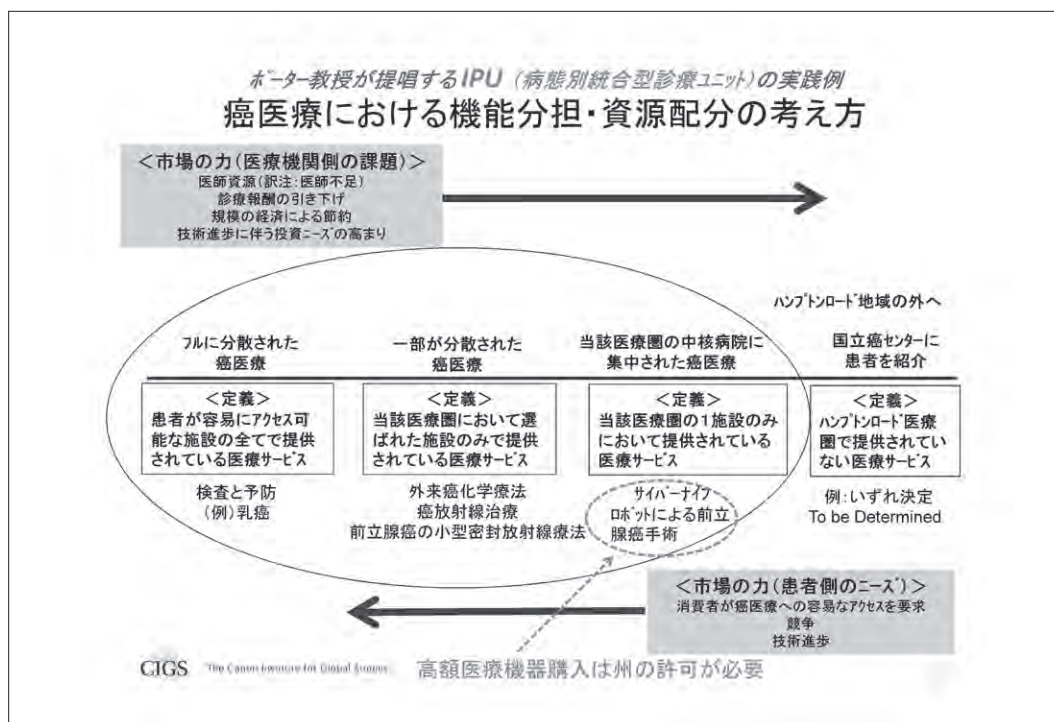 ポーター教授が提唱するIPU（病態別統合型診療ユニット）の実践例
癌医療における機能分担・資源配分の考え方
＜市場の力（医療機関側の課題）＞
医師資源（訳注：医師不足）
診療報酬の引き下げ
規模の経済による節約
技術進歩に伴う投資ニーズの高まり
ハンプトンロード地域の外へ
フルに分散された
癌医療
一部が分散された
癌医療
当該医療圏の中核病院に
集中された癌医療
国立癌センターに
患者を紹介
＜定義＞
患者が容易にアクセス可
能な施設の全てで提供
されている医療サービス
＜定義＞
当該医療圏において選
ばれた施設のみで提供
されている医療サービス
＜定義＞
当該医療圏の1施設のみ
において提供されている
医療サービス
＜定義＞
ハンプトンロード医療
圏で提供されてい
ない医療サービス
検査と予防
（例）乳癌
外来癌化学療法
癌放射線治療
前立腺癌の小型密封放射線療法
サイバーナイフ
ロボットによる前立
腺癌手術
例：いずれ決定
To be Determined
＜市場の力（患者側のニーズ）＞
消費者が癌医療への容易なアクセスを要求
競争
技術進歩
CIGS The Canon Institute for Global Studies
高額医療機器購入は州の許可が必要